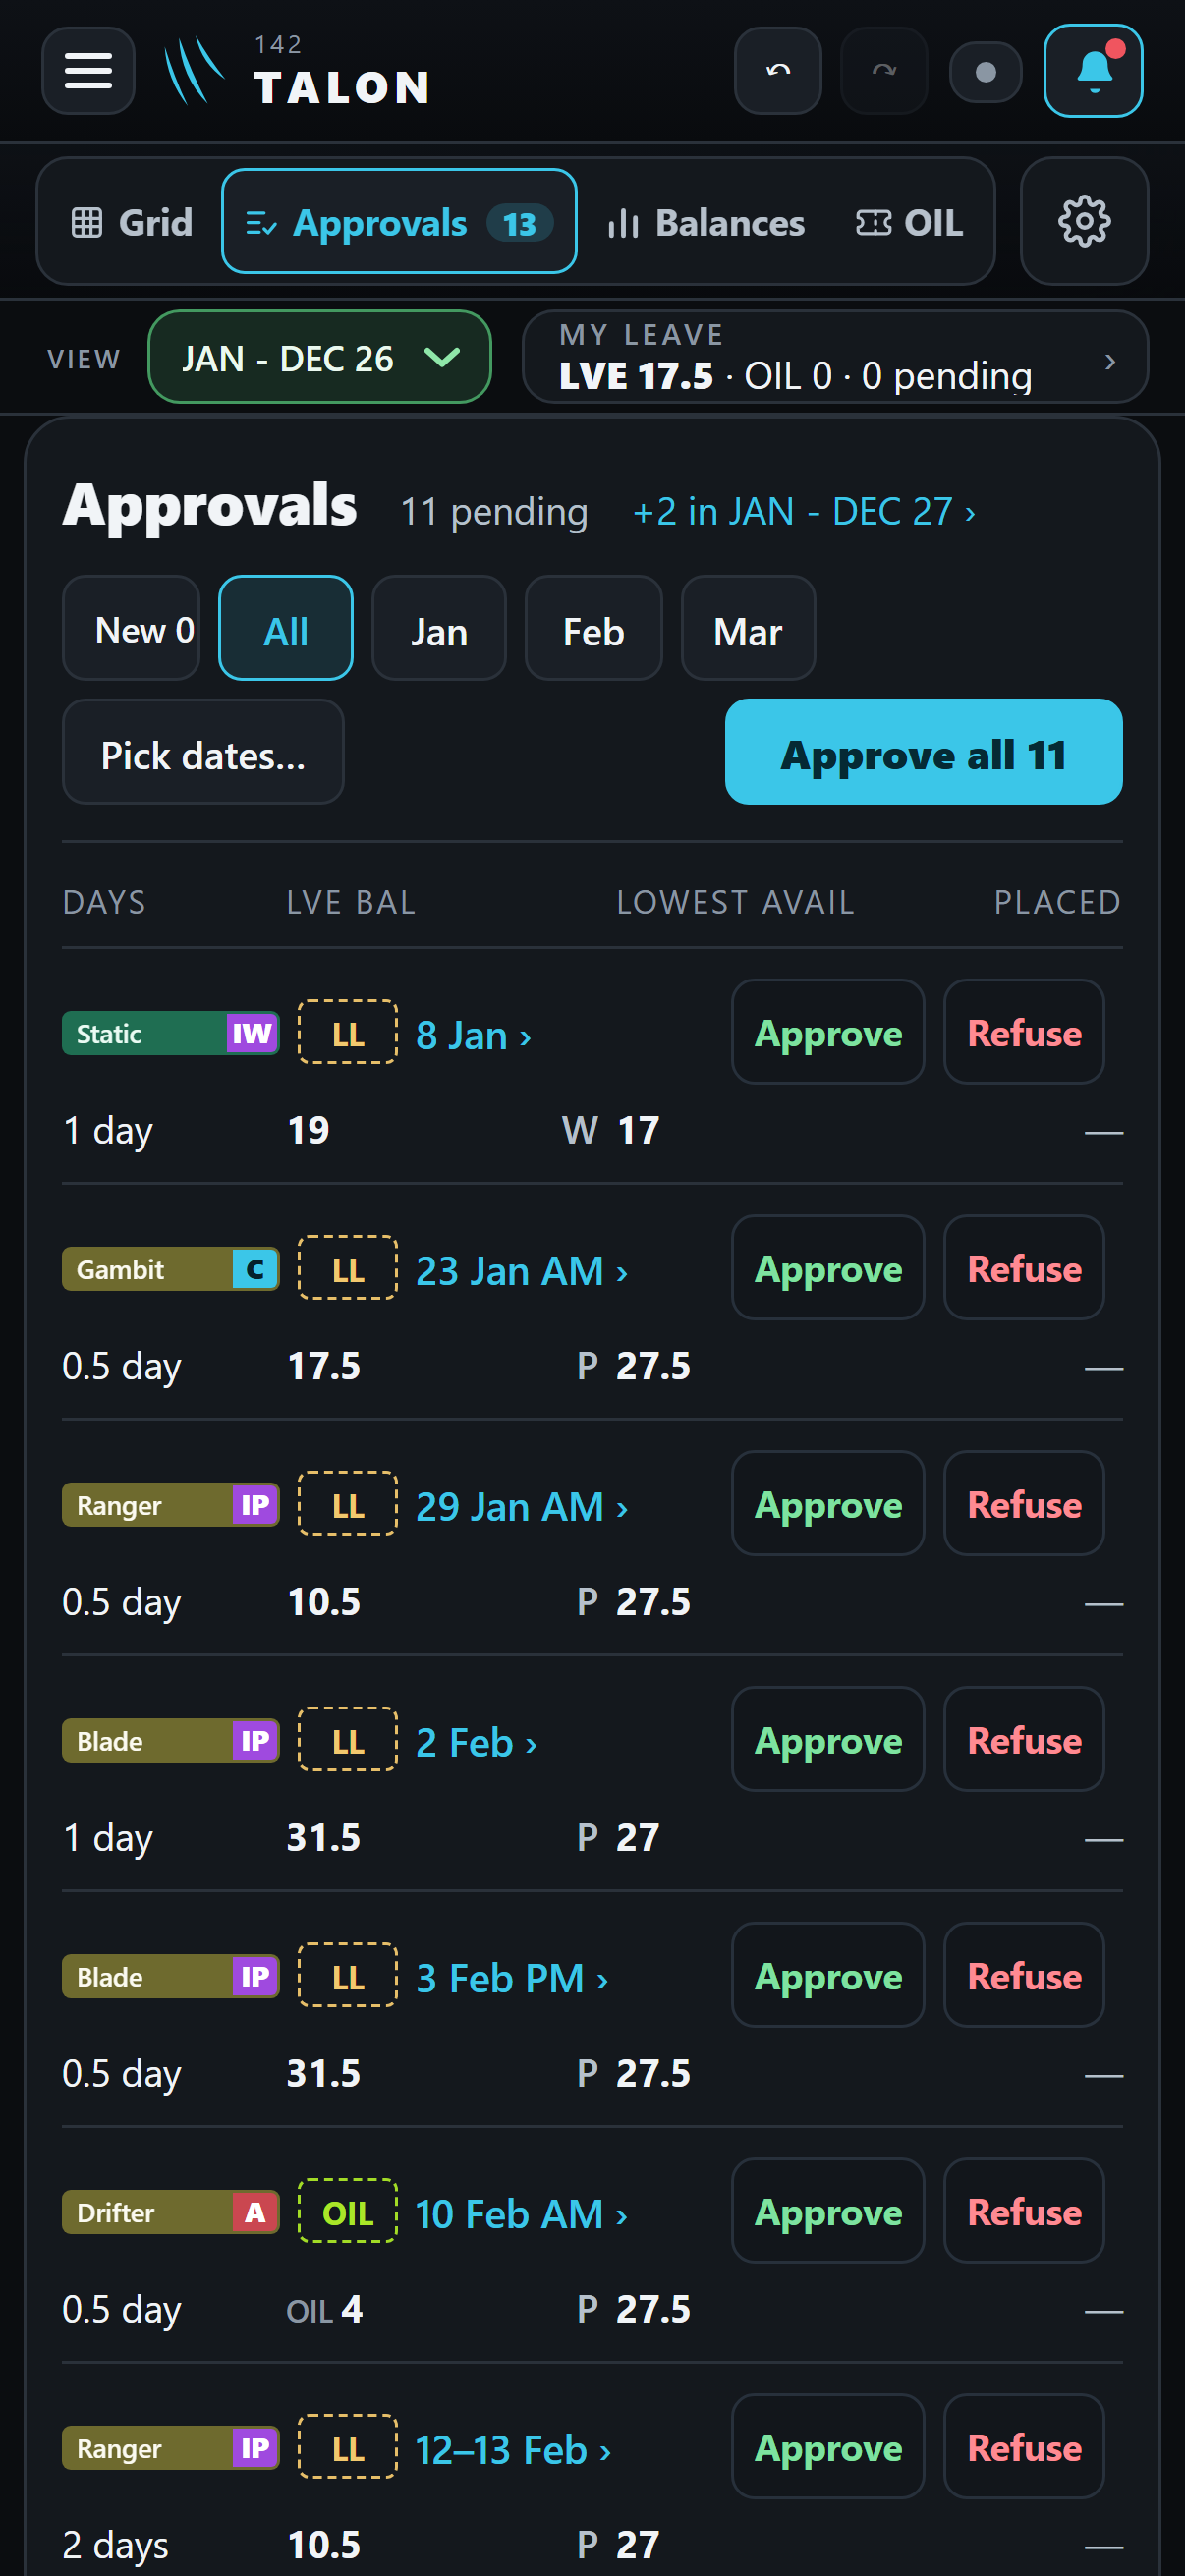 142
TALON
Grid
Approvals 13
Balances
OIL
VIEW
JAN - DEC 26
MY LEAVE
LVE 17.5 · OIL 0 · 0 pending ›
Approvals 11 pending +2 in JAN - DEC 27 ›
New 0
All
Jan
Feb
Mar
Pick dates...
Approve all 11
DAYS LVE BAL LOWEST AVAIL PLACED
Static IW LL 8 Jan › Approve Refuse
1 day 19 W 17 —
Gambit C LL 23 Jan AM › Approve Refuse
0.5 day 17.5 P 27.5 —
Ranger IP LL 29 Jan AM › Approve Refuse
0.5 day 10.5 P 27.5 —
Blade IP LL 2 Feb › Approve Refuse
1 day 31.5 P 27 —
Blade IP LL 3 Feb PM › Approve Refuse
0.5 day 31.5 P 27.5 —
Drifter A OIL 10 Feb AM › Approve Refuse
0.5 day OIL 4 P 27.5 —
Ranger IP LL 12–13 Feb › Approve Refuse
2 days 10.5 P 27 —